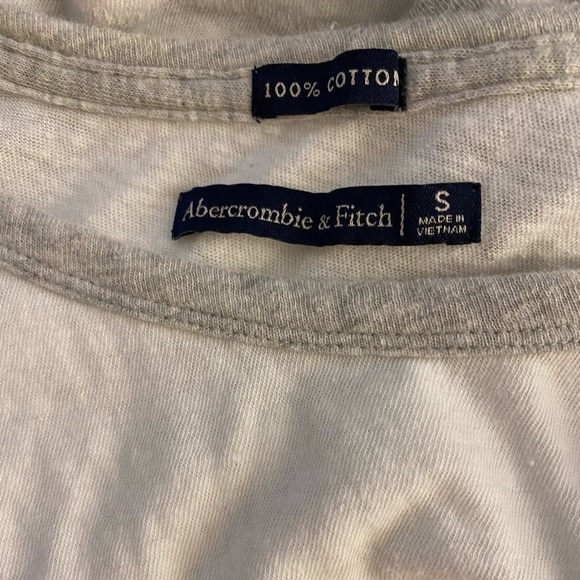 100% COTTON
Abercrombie & Fitch
S
MADE IN
VIETNAM